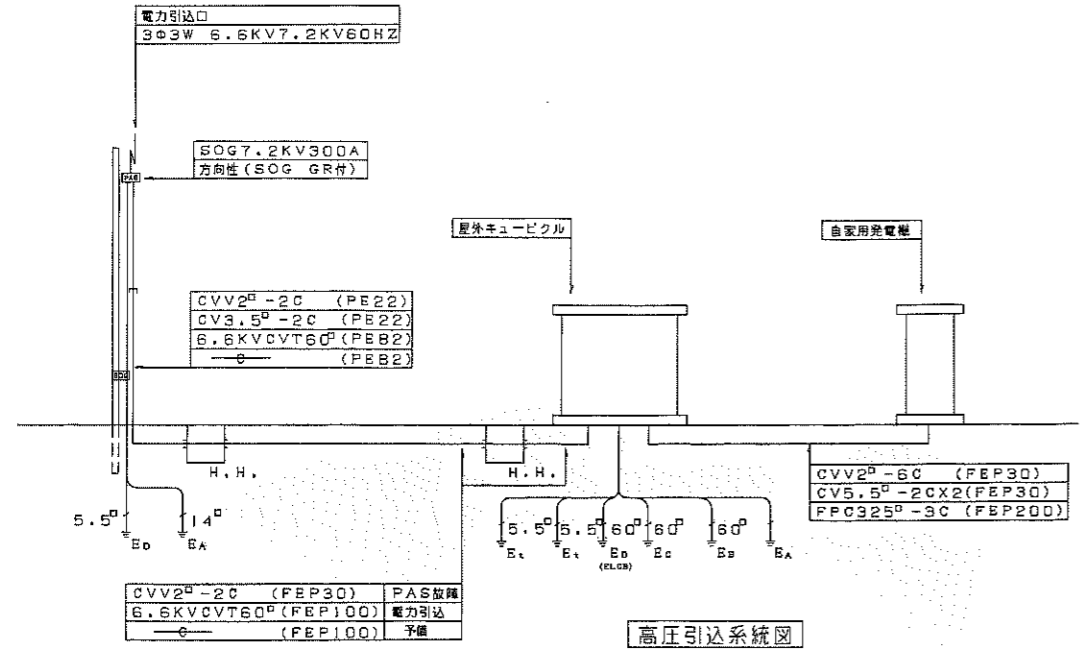 電力引込口
3Φ3W 6.6KV7.2KV60HZ
SOG7.2KV300A
方向性(SOG GR付)
PAS
屋外キュービクル
自家用発電機
CVV2□-2C (PE22)
CV3.5□-2C (PE22)
6.6KVCVT60□(PE82)
(PE82)
SOG
H.H.
H.H.
CVV2□-6C (FEP30)
CV5.5□-2CX2(FEP30)
FPC325□-3C (FEP200)
5.5□
14□
ED
EA
5.5□
5.5□
60□
60□
60□
Et
Et
ED
EC
EB
EA
(ELCB)
CVV2□-2C (FEP30) PAS故障
6.6KVCVT60□(FEP100)電力引込
(FEP100) 予備
高圧引込系統図